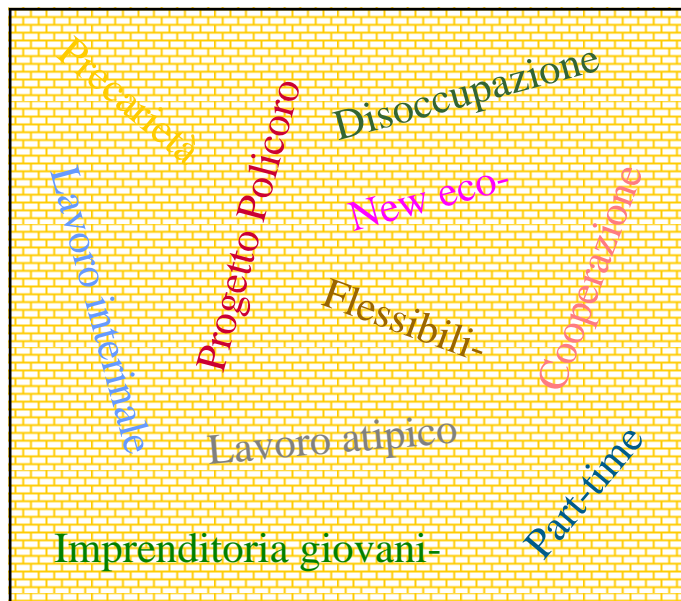 Precarietà
Disoccupazione
Progetto Policoro
New eco-
Lavoro interinale
Cooperazione
Flessibili-
Lavoro atipico
Part-time
Imprenditoria giovani-